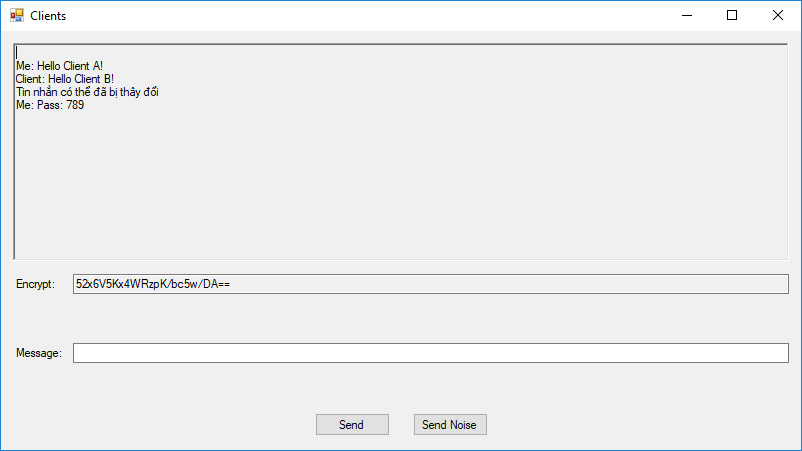 Clients
Me: Hello Client A!
Client: Hello Client B!
Tin nhắn có thể đã bị thây đổi
Me: Pass: 789
Encrypt: 52x6V5Kx4WRzpK/bc5w/DA==
Message:
Send Send Noise